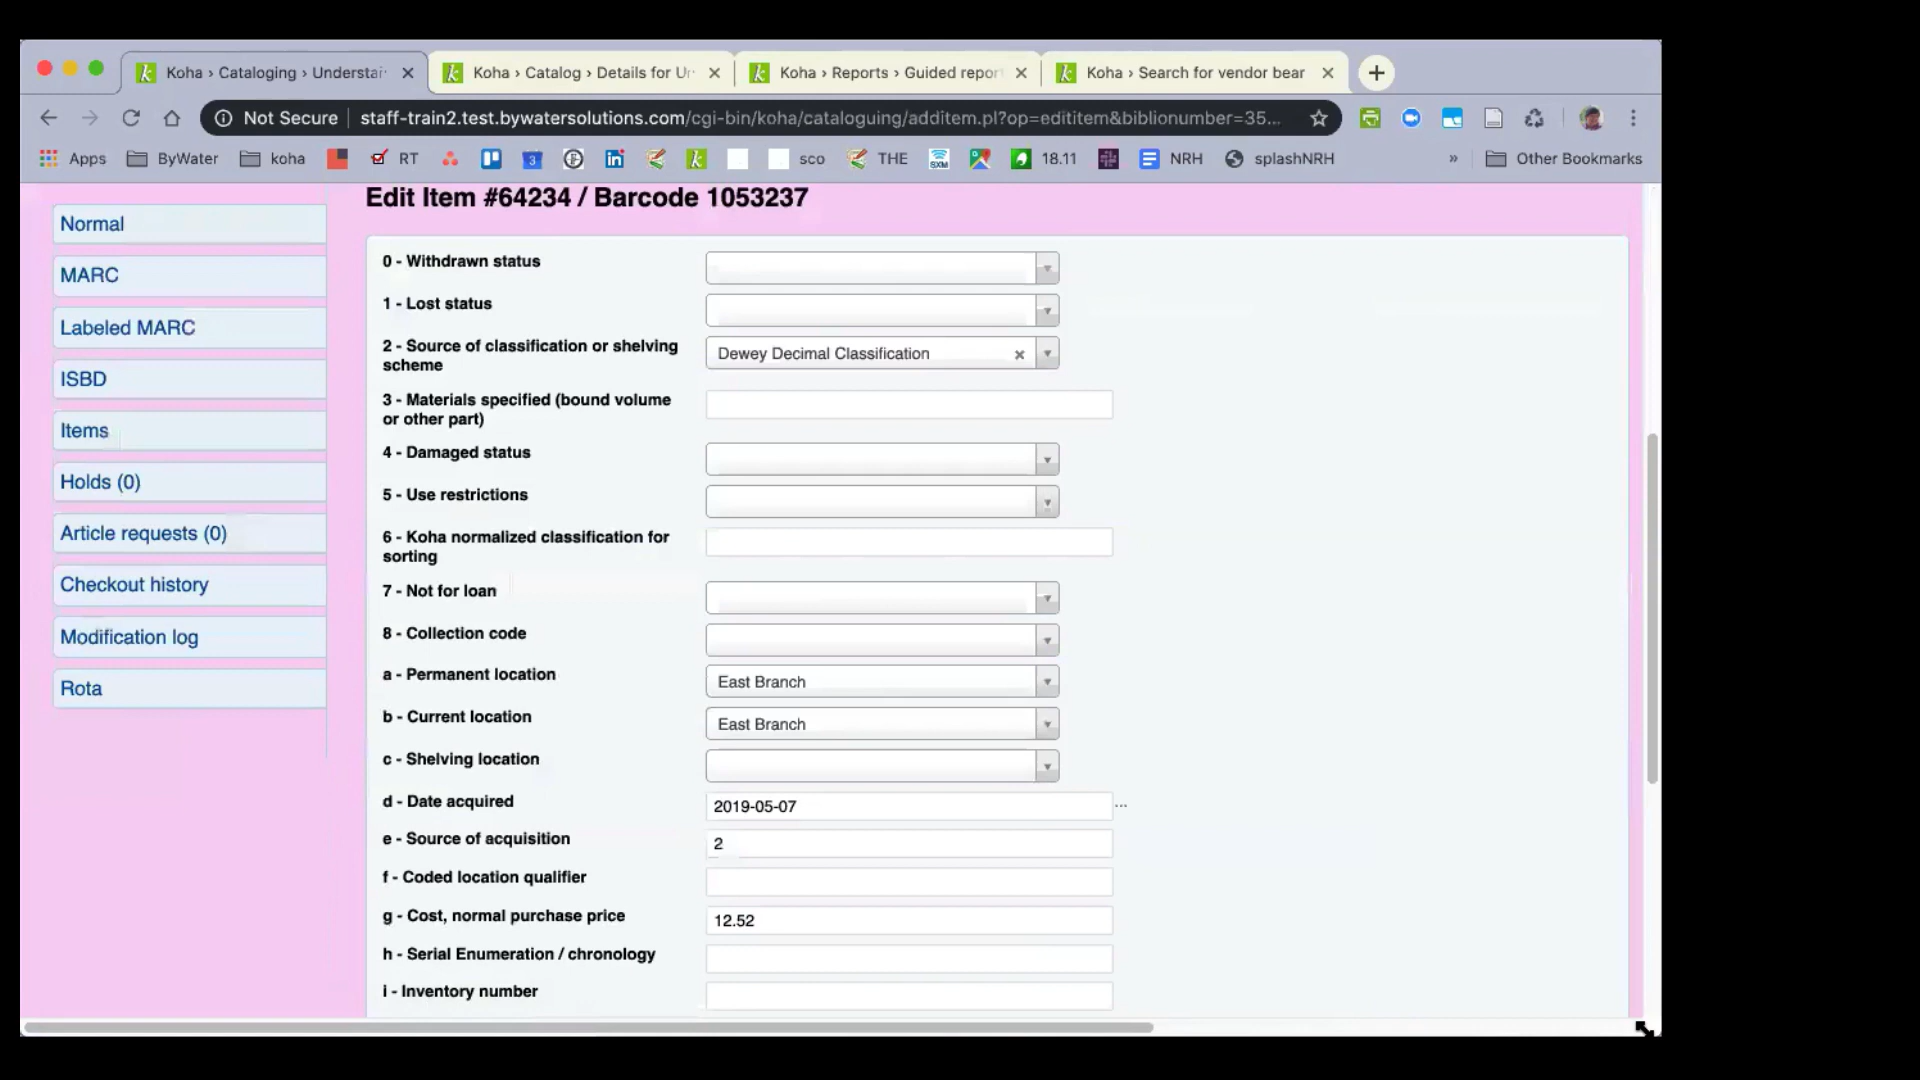 Koha › Cataloging › Understai
Koha › Catalog › Details for Ur
Koha › Reports › Guided repor
Koha › Search for vendor bear
Not Secure
staff-train2.test.bywatersolutions.com/cgi-bin/koha/cataloguing/additem.pl?op=edititem&biblionumber=35...
Apps
ByWater
koha
RT
3
sco
THE
SXM
18.11
NRH
splashNRH
»
Other Bookmarks
Normal
MARC
Labeled MARC
ISBD
Items
Holds (0)
Article requests (0)
Checkout history
Modification log
Rota
Edit Item #64234 / Barcode 1053237
0 - Withdrawn status
1 - Lost status
2 - Source of classification or shelving
scheme
Dewey Decimal Classification
3 - Materials specified (bound volume
or other part)
4 - Damaged status
5 - Use restrictions
6 - Koha normalized classification for
sorting
7 - Not for loan
8 - Collection code
a - Permanent location
East Branch
b - Current location
East Branch
c - Shelving location
d - Date acquired
2019-05-07
...
e - Source of acquisition
2
f - Coded location qualifier
g - Cost, normal purchase price
12.52
h - Serial Enumeration / chronology
i - Inventory number